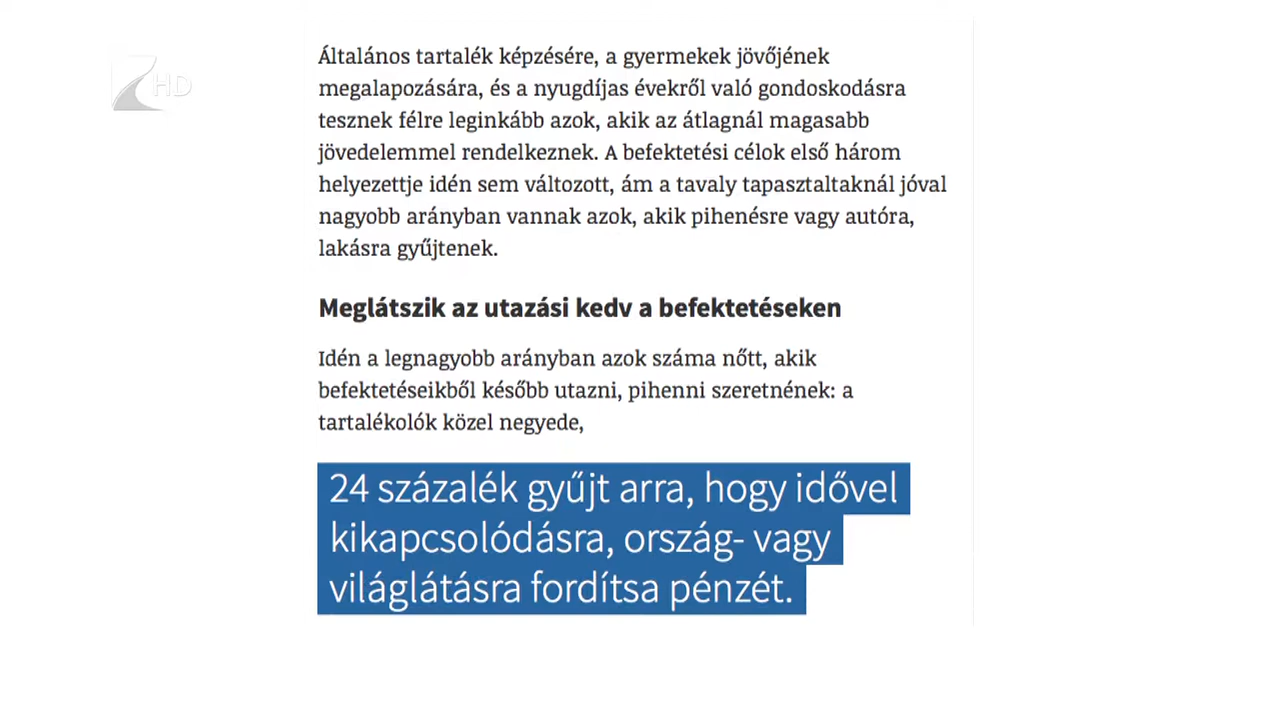 HD
Általános tartalék képzésére, a gyermekek jövőjének
megalapozására, és a nyugdíjas évekről való gondoskodásra
tesznek félre leginkább azok, akik az átlagnál magasabb
jövedelemmel rendelkeznek. A befektetési célok első három
helyezettje idén sem változott, ám a tavaly tapasztaltaknál jóval
nagyobb arányban vannak azok, akik pihenésre vagy autóra,
lakásra gyűjtenek.
Meglátszik az utazási kedv a befektetéseken
Idén a legnagyobb arányban azok száma nőtt, akik
befektetéseikből később utazni, pihenni szeretnének: a
tartalékolók közel negyede,
24 százalék gyűjt arra, hogy idővel
kikapcsolódásra, ország- vagy
világlátásra fordítsa pénzét.